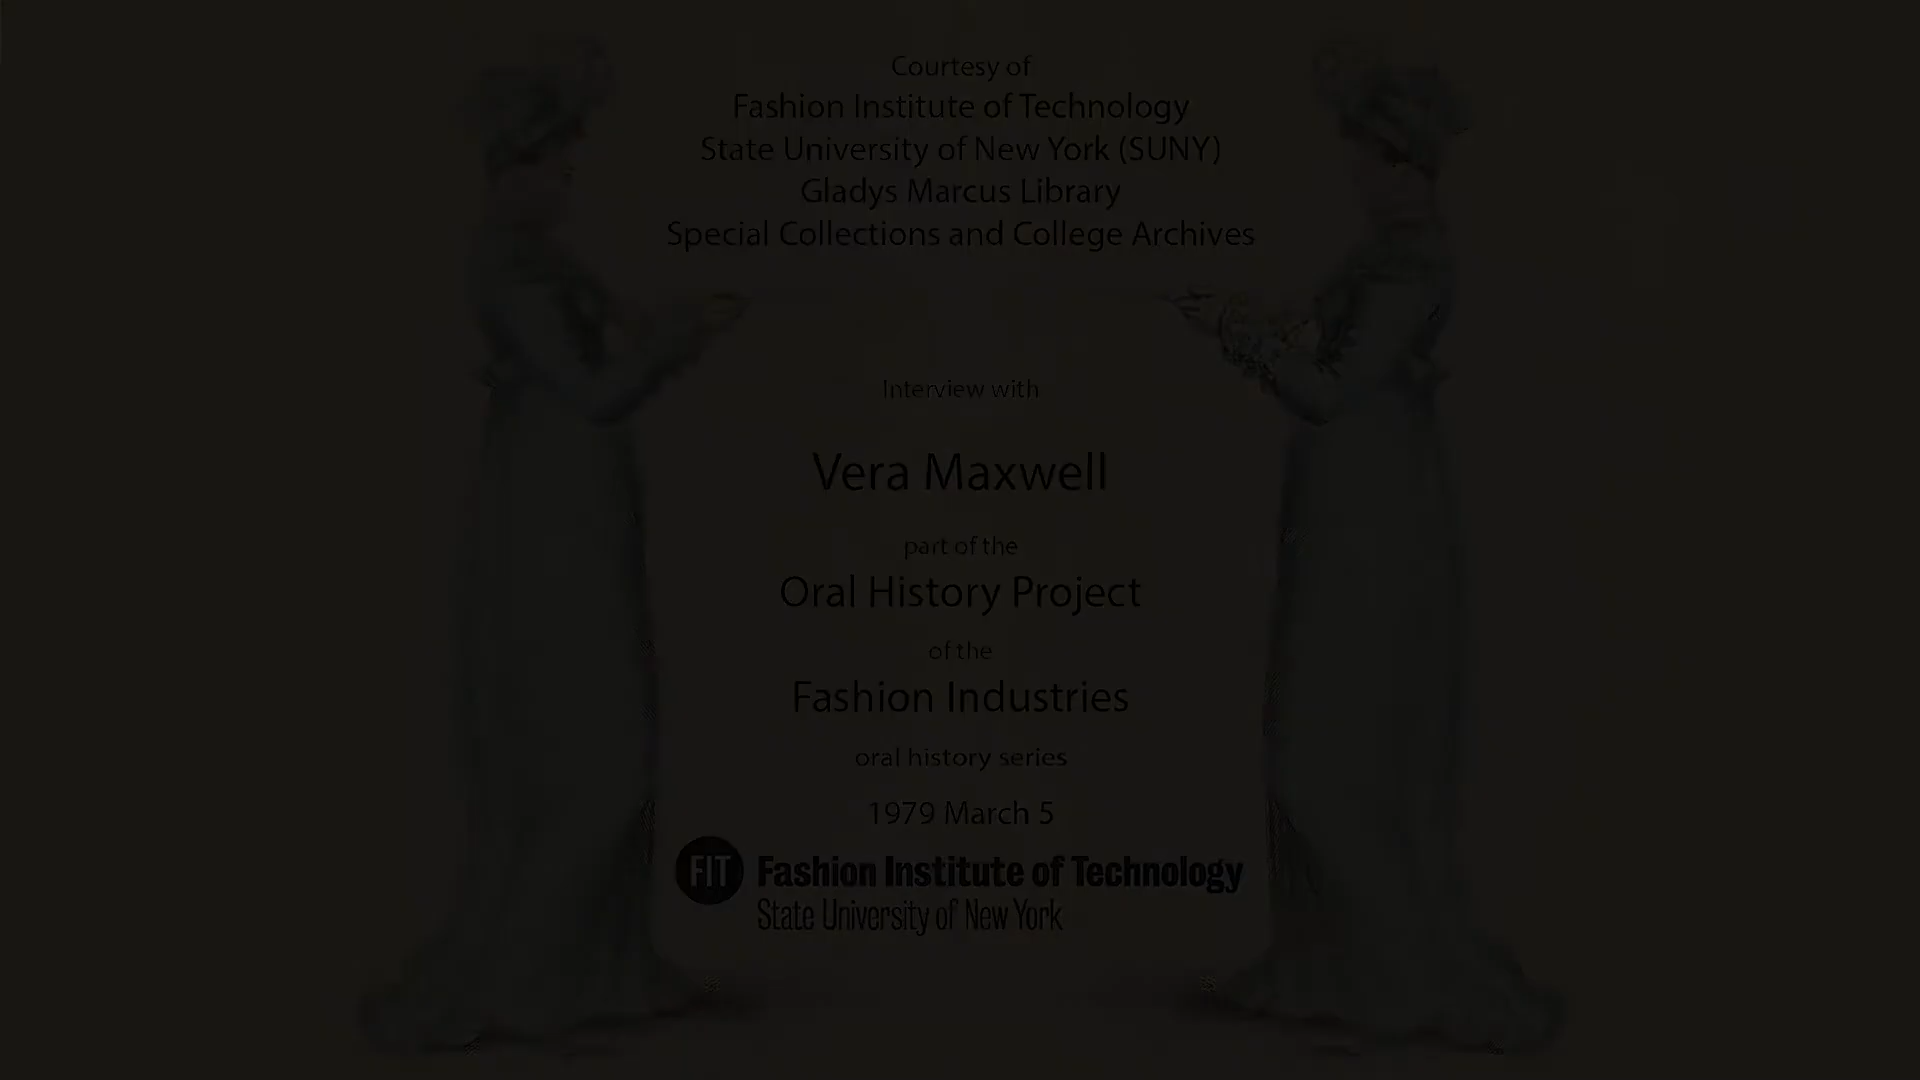 Courtesy of
Fashion Institute of Technology
State University of New York (SUNY)
Gladys Marcus Library
Special Collections and College Archives
Interview with
Vera Maxwell
part of the
Oral History Project
of the
Fashion Industries
oral history series
1979 March 5
FIT Fashion Institute of Technology
State University of New York